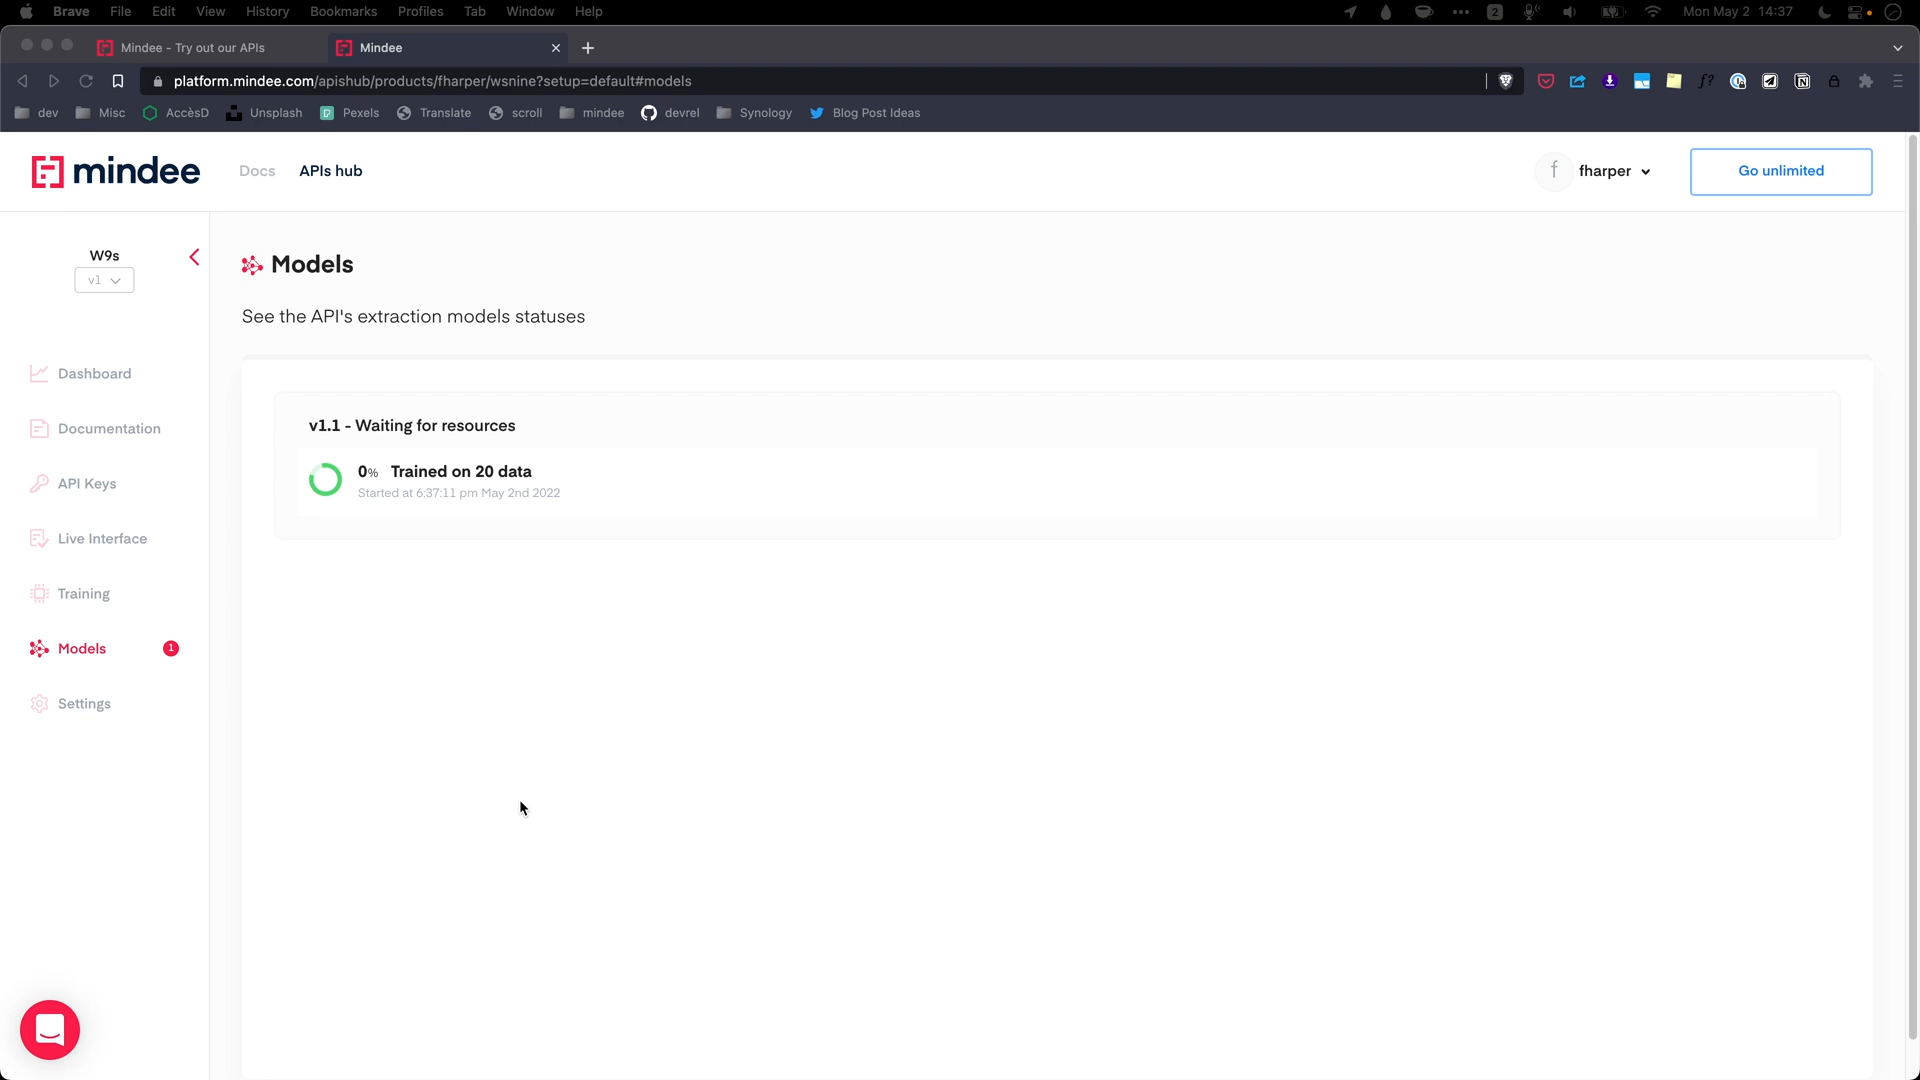 Brave File Edit View History Bookmarks Profiles Tab Window Help 2 Mon May 2 14:37
Mindee - Try out our APIs Mindee
platform.mindee.com/apishub/products/fharper/wsnine?setup=default#models f?
dev Misc AccèsD Unsplash Pexels Translate scroll mindee devrel Synology Blog Post Ideas
mindee Docs APIs hub f fharper Go unlimited
W9s
v1
Models
See the API's extraction models statuses
Dashboard
Documentation
API Keys
Live Interface
Training
Models 1
Settings
v1.1 - Waiting for resources
0% Trained on 20 data
Started at 6:37:11 pm May 2nd 2022